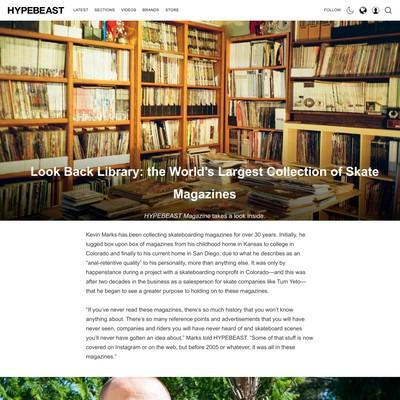 HYPEBEAST
LATEST SECTIONS VIDEOS BRANDS STORE
FOLLOW
Look Back Library: the World's Largest Collection of Skate
Magazines
HYPEBEAST Magazine takes a look inside.
Kevin Marks has been collecting skateboarding magazines for over 30 years. Initially, he
lugged box upon box of magazines from his childhood home in Kansas to college in
Colorado and finally to his current home in San Diego, due to what he describes as an
"anal-retentive quality" to his personality, more than anything else. It was only by
happenstance during a project with a skateboarding nonprofit in Colorado—and this was
after two decades in the business as a salesperson for skate companies like Tum Yeto—
that he began to see a greater purpose to holding on to these magazines.
"If you've never read these magazines, there's so much history that you won't know
anything about. There's so many reference points and advertisements that you will have
never seen, companies and riders you will have never heard of and skateboard scenes
you'll never have gotten an idea about," Marks told HYPEBEAST. "Some of that stuff is now
covered on Instagram or on the web, but before 2005 or whatever, it was all in these
magazines."